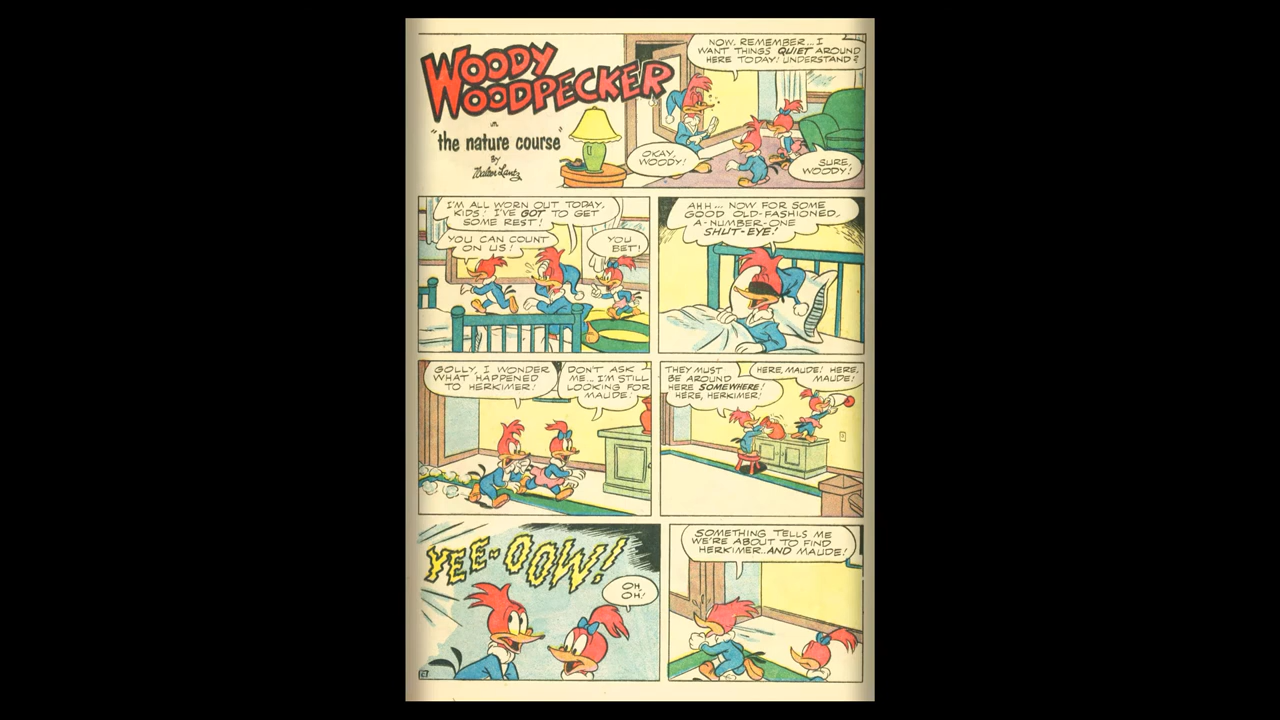 WOODY
WOODPECKER
in
"the nature course"
BY
Walter Lantz
NOW, REMEMBER...I
WANT THINGS QUIET AROUND
HERE TODAY! UNDERSTAND?
OKAY,
WOODY!
SURE,
WOODY!
I'M ALL WORN OUT TODAY,
KIDS! I'VE GOT TO GET
SOME REST!
YOU CAN COUNT
ON US!
YOU
BET!
AHH... NOW FOR SOME
GOOD OLD-FASHIONED,
A-NUMBER-ONE
SHUT-EYE!
GOLLY, I WONDER
WHAT HAPPENED
TO HERKIMER!
DON'T ASK
ME... I'M STILL
LOOKING FOR
MAUDE!
THEY MUST
BE AROUND
HERE SOMEWHERE!
HERE, HERKIMER!
HERE, MAUDE! HERE,
MAUDE!
YEE-OOW!
OH,
OH!
SOMETHING TELLS ME
WE'RE ABOUT TO FIND
HERKIMER...AND MAUDE!